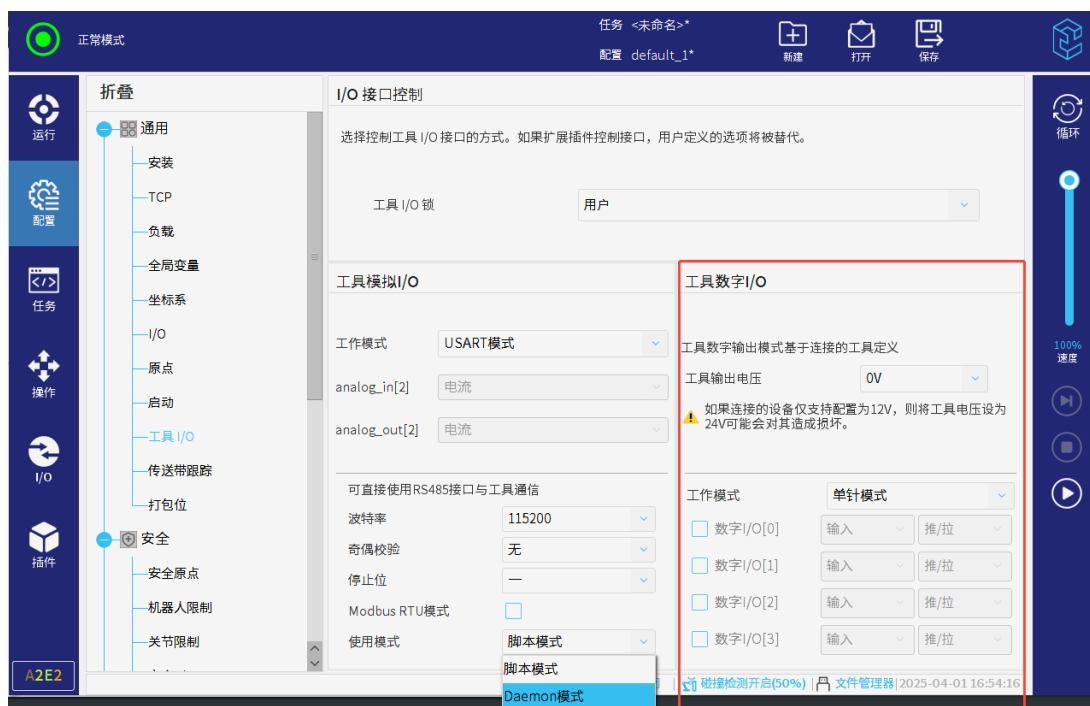 正常模式
任务 <未命名>*
配置 default_1*
新建
打开
保存
运行
配置
任务
操作
I/O
插件
A2E2
折叠
通用
安装
TCP
负载
全局变量
坐标系
I/O
原点
启动
工具 I/O
传送带跟踪
打包位
安全
安全原点
机器人限制
关节限制
I/O 接口控制
选择控制工具 I/O 接口的方式。如果扩展插件控制接口，用户定义的选项将被替代。
工具 I/O 锁 用户
工具模拟I/O
工作模式 USART模式
analog_in[2] 电流
analog_out[2] 电流
可直接使用RS485接口与工具通信
波特率 115200
奇偶校验 无
停止位 一
Modbus RTU模式
使用模式 脚本模式
脚本模式
Daemon模式
工具数字I/O
工具数字输出模式基于连接的工具定义
工具输出电压 0V
如果连接的设备仅支持配置为12V，则将工具电压设为
24V可能会对其造成损坏。
工作模式 单针模式
数字I/O[0] 输入 推/拉
数字I/O[1] 输入 推/拉
数字I/O[2] 输入 推/拉
数字I/O[3] 输入 推/拉
碰撞检测开启(50%) | 文件管理器|2025-04-01 16:54:16
循环
100%
速度